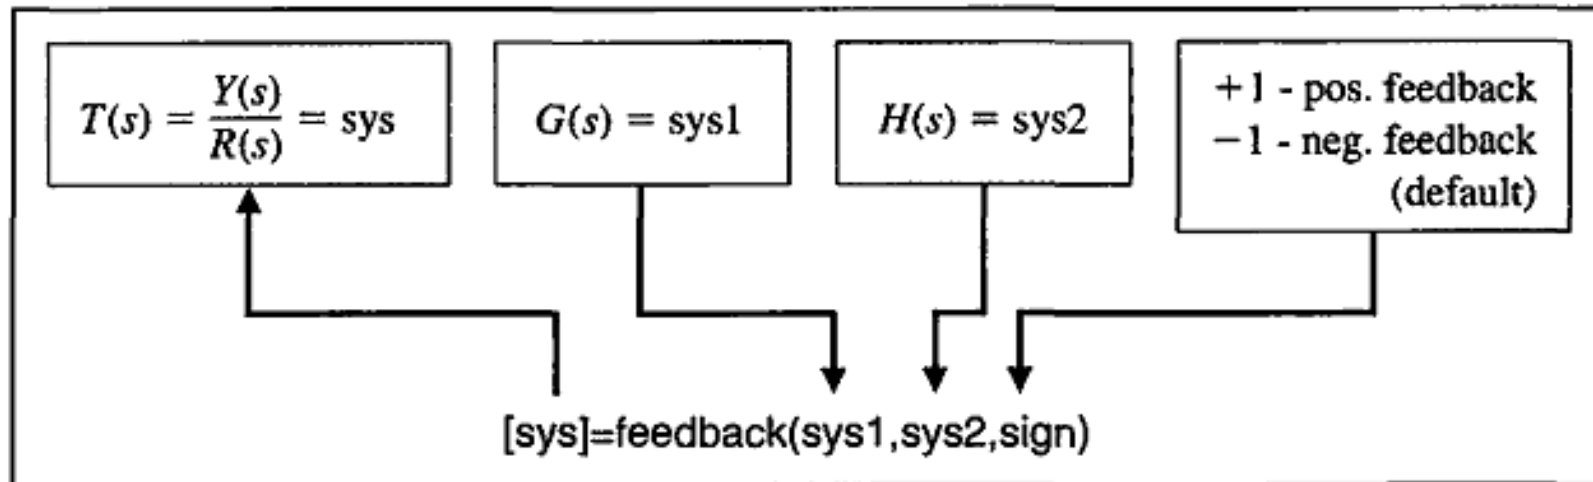 T(s) = Y(s)/R(s) = sys
G(s) = sys1
H(s) = sys2
+1 - pos. feedback
−1 - neg. feedback
(default)
[sys]=feedback(sys1,sys2,sign)